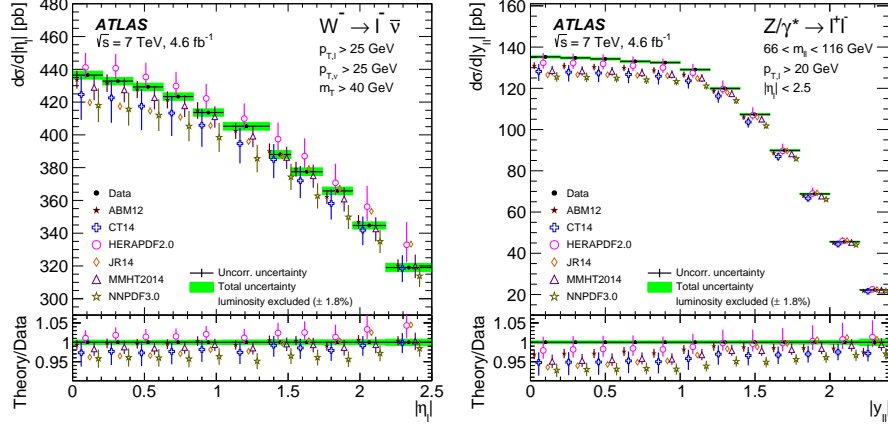 dσ/d|η_l| [pb]
460
440
420
400
380
360
340
320
300
ATLAS
√s = 7 TeV, 4.6 fb⁻¹
W⁻ → l⁻ ν̄
p_T,l > 25 GeV
p_T,ν > 25 GeV
m_T > 40 GeV
Data
ABM12
CT14
HERAPDF2.0
JR14
MMHT2014
NNPDF3.0
Uncorr. uncertainty
Total uncertainty
luminosity excluded (± 1.8%)
Theory/Data
1.05
1
0.95
0 0.5 1 1.5 2 2.5
|η_l|
dσ/d|y_ll| [pb]
160
140
120
100
80
60
40
20
ATLAS
√s = 7 TeV, 4.6 fb⁻¹
Z/γ* → l⁺l⁻
66 < m_ll < 116 GeV
p_T,l > 20 GeV
|η_l| < 2.5
Data
ABM12
CT14
HERAPDF2.0
JR14
MMHT2014
NNPDF3.0
Uncorr. uncertainty
Total uncertainty
luminosity excluded (± 1.8%)
Theory/Data
1.05
1
0.95
0 0.5 1 1.5 2
|y_ll|